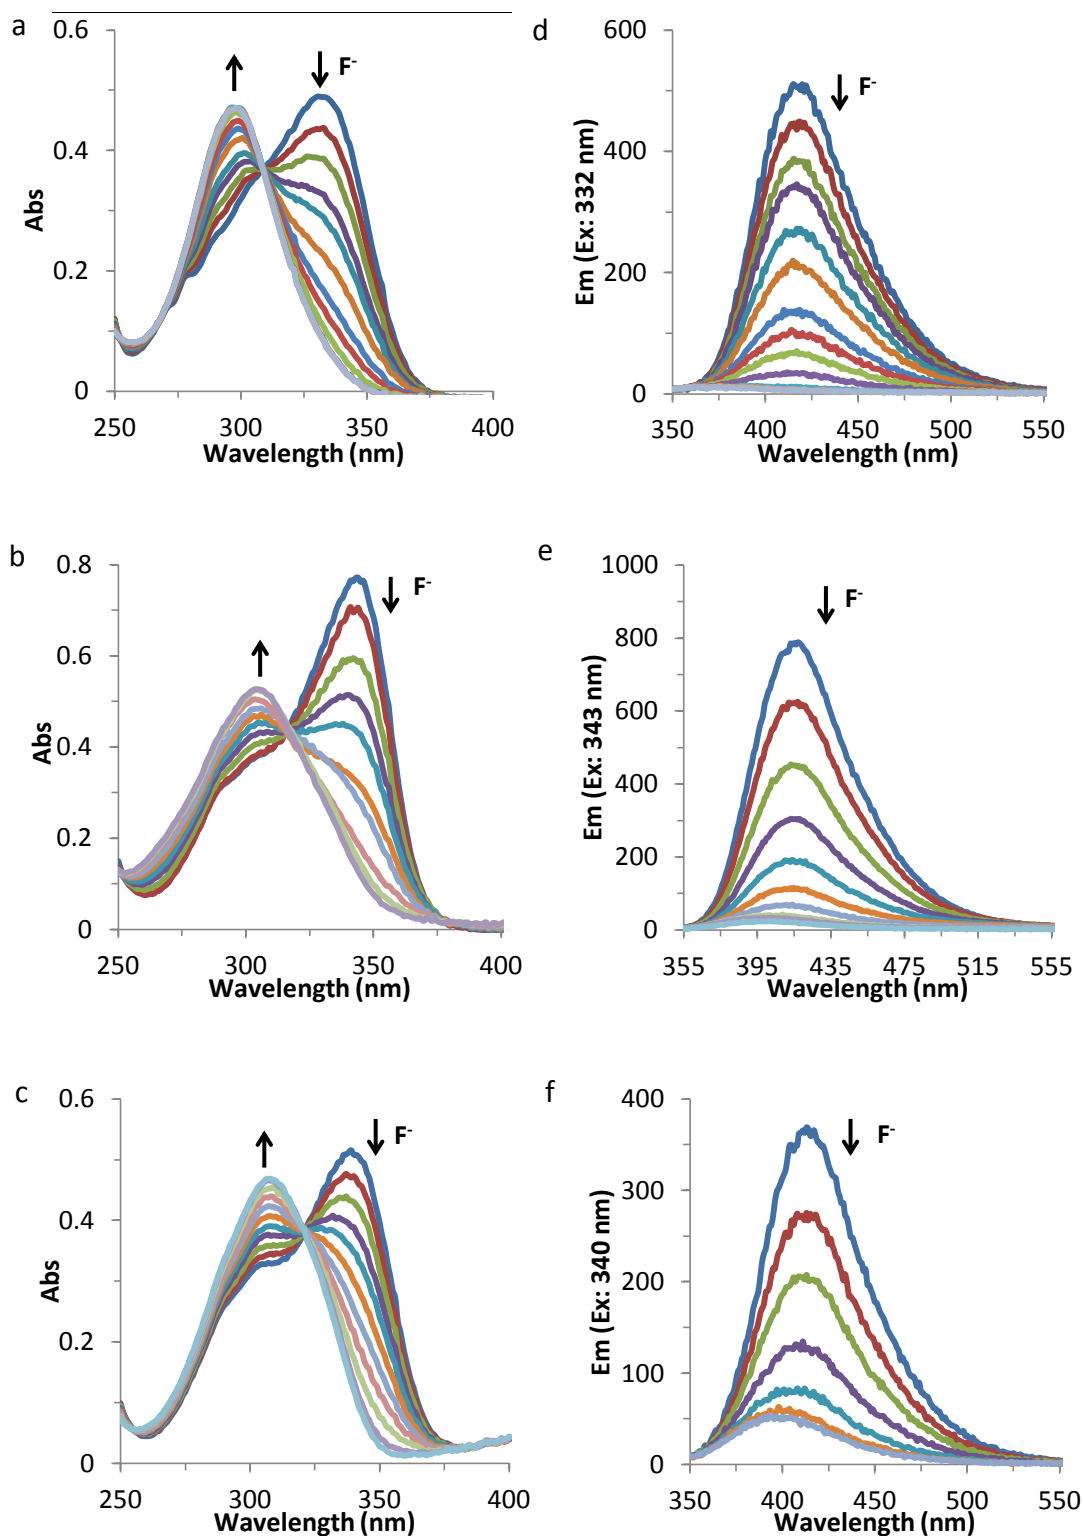 a
0.6
0.4
0.2
0
Abs
F-
250
300
350
400
Wavelength (nm)
d
600
400
200
0
Em (Ex: 332 nm)
F-
350
400
450
500
550
Wavelength (nm)
b
0.8
0.6
0.4
0.2
0
Abs
F-
250
300
350
400
Wavelength (nm)
e
1000
800
600
400
200
0
Em (Ex: 343 nm)
F-
355
395
435
475
515
555
Wavelength (nm)
c
0.6
0.4
0.2
0
Abs
F-
250
300
350
400
Wavelength (nm)
f
400
300
200
100
0
Em (Ex: 340 nm)
F-
350
400
450
500
550
Wavelength (nm)